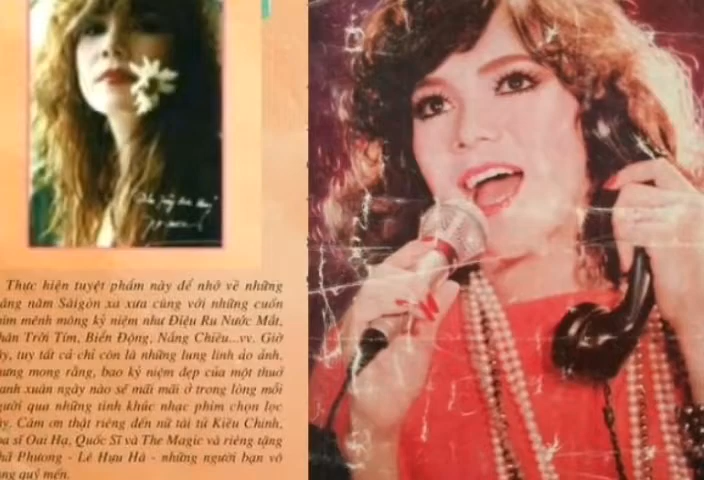 Thực hiện tuyệt phẩm này để nhớ về những
năm Sàigòn xa xưa cùng với những cuốn
mênh mông kỷ niệm như Điệu Ru Nước Mắt,
Trời Tím, Biển Động, Nắng Chiều...vv. Giờ
tuy tất cả chỉ còn là những lung linh ảo ảnh,
mong rằng, bao kỷ niệm đẹp của một thuở
xuân ngày nào sẽ mãi mãi ở trong lòng mỗi
người qua những tình khúc nhạc phim chọn lọc
Cám ơn thật riêng đến nữ tài tử Kiều Chinh,
sĩ Oai Hạ, Quốc Sĩ và The Magic và riêng tặng
Nhã Phương - Lê Hựu Hà - những người bạn vô
quý mến.